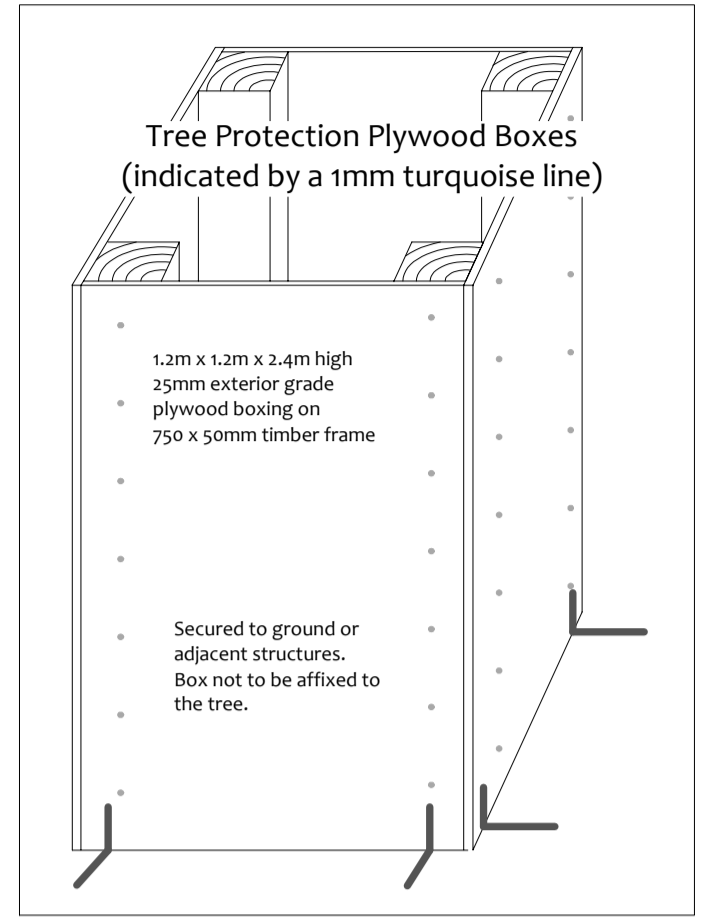 Tree Protection Plywood Boxes
(indicated by a 1mm turquoise line)
1.2m x 1.2m x 2.4m high
25mm exterior grade
plywood boxing on
750 x 50mm timber frame
Secured to ground or
adjacent structures.
Box not to be affixed to
the tree.